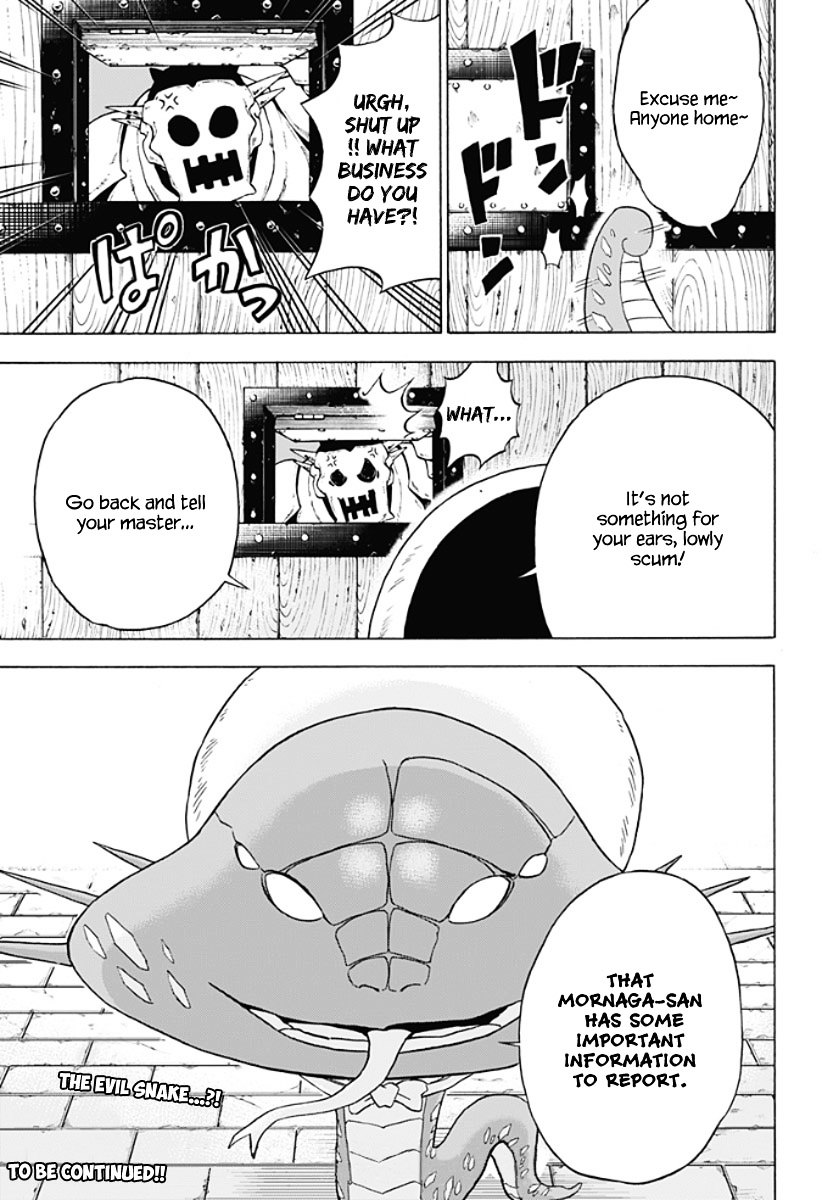 Excuse me~
Anyone home~
ドドン
URGH,
SHUT UP
!! WHAT
BUSINESS
DO YOU
HAVE?!
ぱかっ
WHAT...
It's not
something for
your ears, lowly
scum!
Go back and tell
your master...
THAT
MORNAGA-SAN
HAS SOME
IMPORTANT
INFORMATION
TO REPORT.
THE EVIL SNAKE...?!
TO BE CONTINUED!!